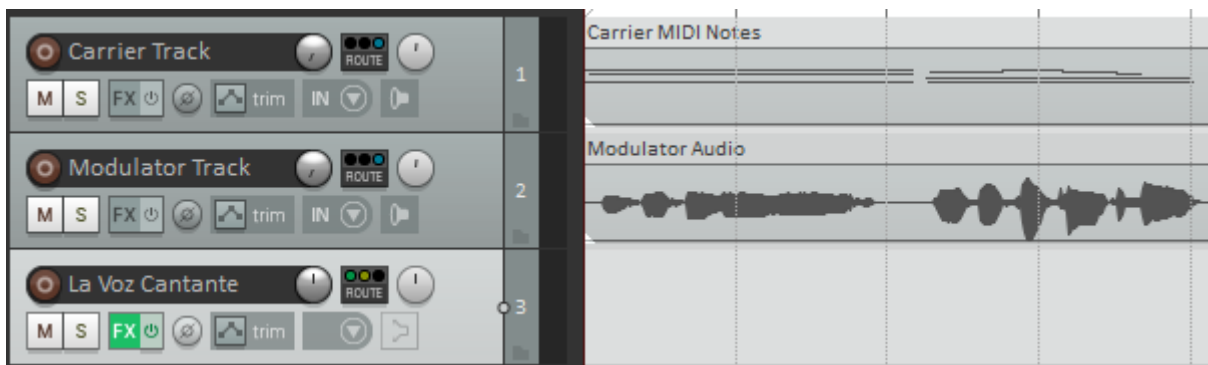 Carrier Track
ROUTE
M S FX trim IN
1
Carrier MIDI Notes
Modulator Track
ROUTE
M S FX trim IN
2
Modulator Audio
La Voz Cantante
ROUTE
M S FX trim
3